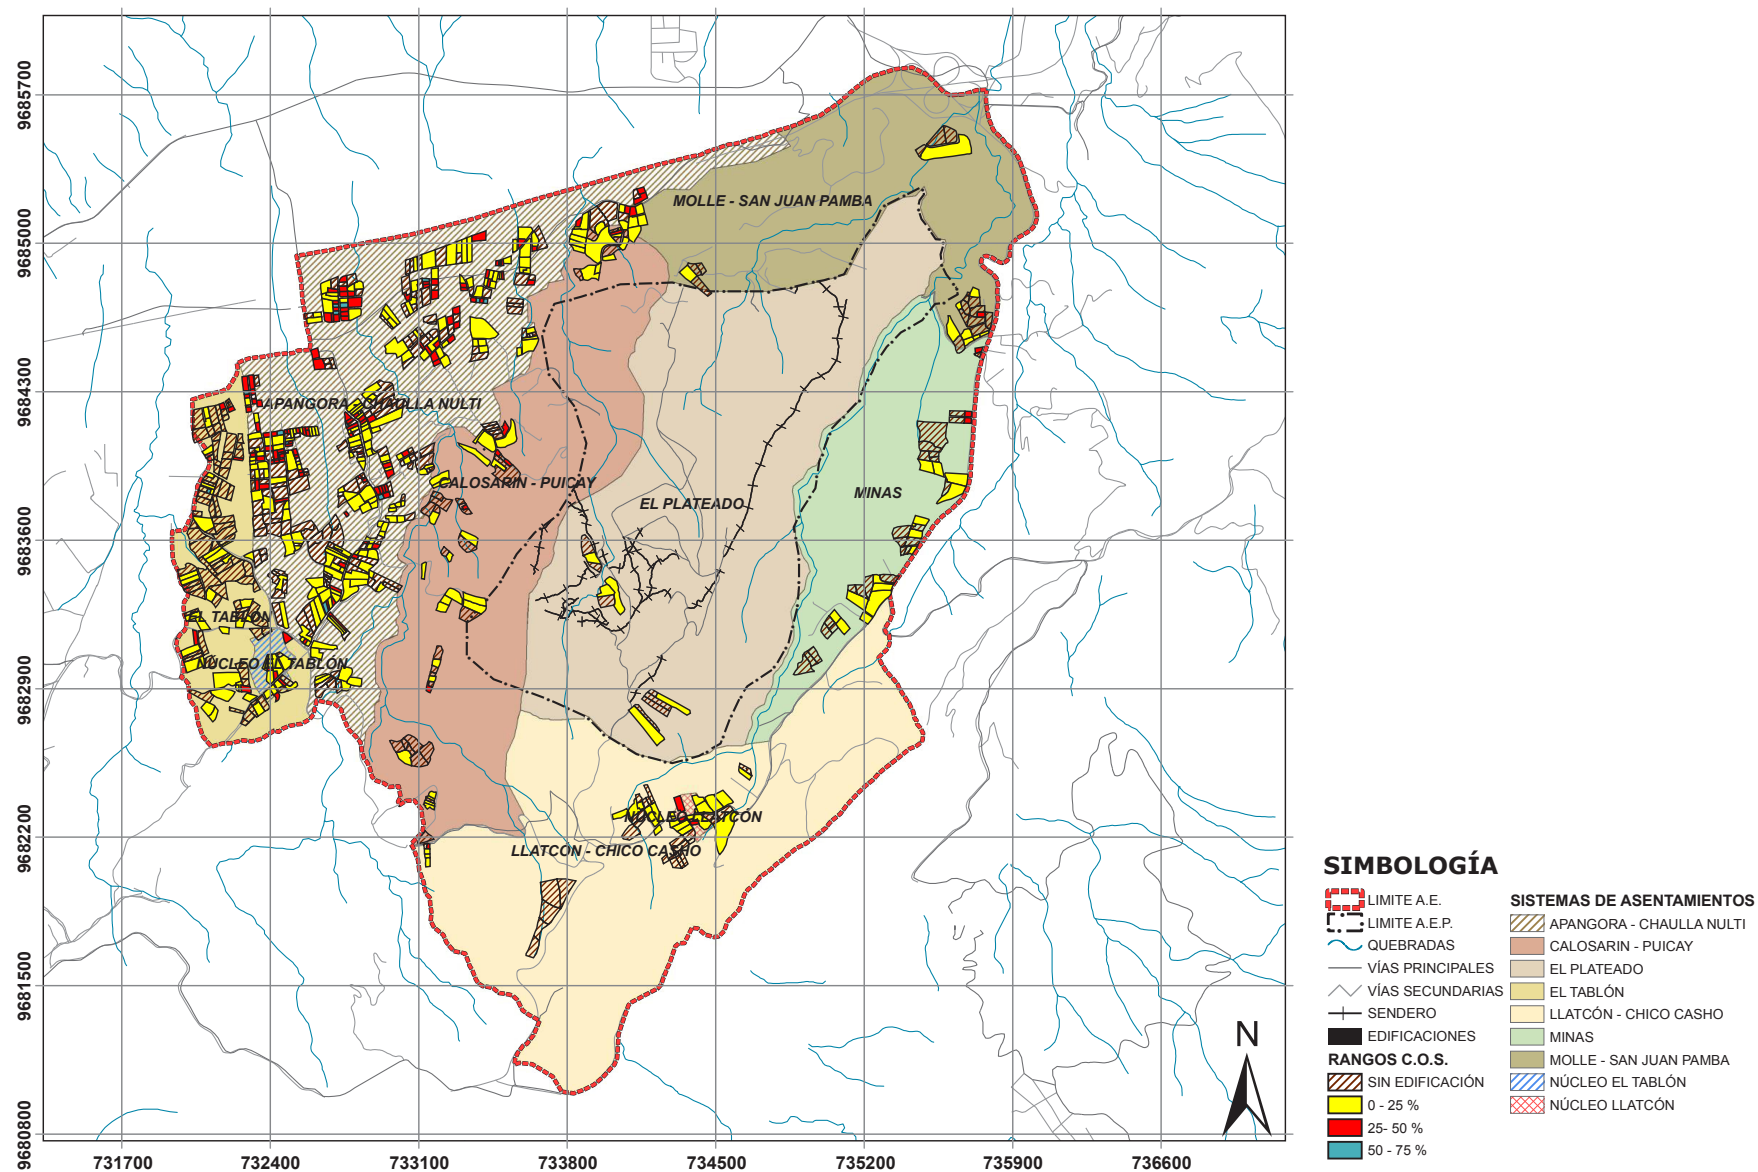 9685700
9685000
9684300
9683600
9682900
9682200
9681500
9680800
MOLLE - SAN JUAN PAMBA
APANGORA - CHAULLA NULTI
CALOSARIN - PUICAY
EL PLATEADO
MINAS
EL TABLÓN
NÚCLEO EL TABLÓN
NÚCLEO LLATCÓN
LLATCÓN - CHICO CASHO
N
731700 732400 733100 733800 734500 735200 735900 736600
SIMBOLOGÍA
LIMITE A.E.
LIMITE A.E.P.
QUEBRADAS
VÍAS PRINCIPALES
VÍAS SECUNDARIAS
SENDERO
EDIFICACIONES
RANGOS C.O.S.
SIN EDIFICACIÓN
0 - 25 %
25- 50 %
50 - 75 %
SISTEMAS DE ASENTAMIENTOS
APANGORA - CHAULLA NULTI
CALOSARIN - PUICAY
EL PLATEADO
EL TABLÓN
LLATCÓN - CHICO CASHO
MINAS
MOLLE - SAN JUAN PAMBA
NÚCLEO EL TABLÓN
NÚCLEO LLATCÓN